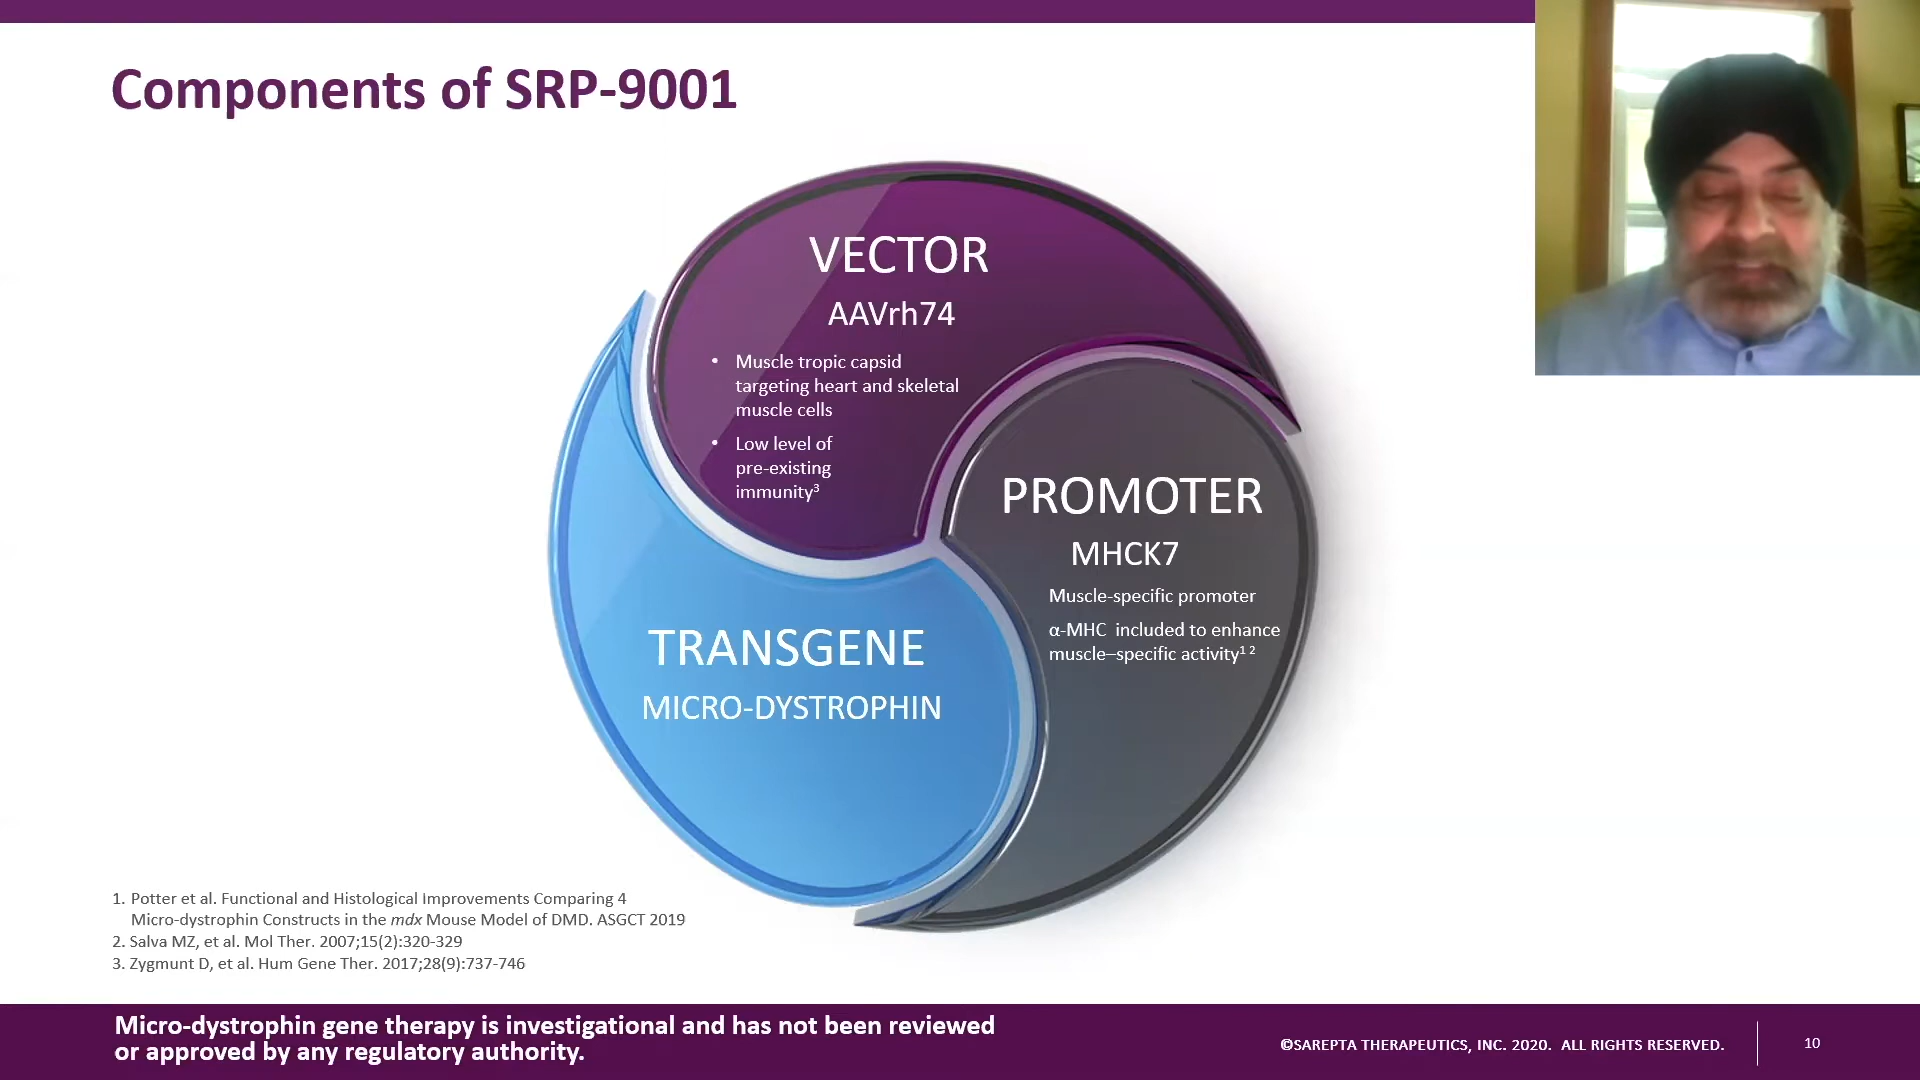 Components of SRP-9001
VECTOR
AAVrh74
• Muscle tropic capsid
targeting heart and skeletal
muscle cells
• Low level of
pre-existing
immunity³
PROMOTER
MHCK7
Muscle-specific promoter
α-MHC included to enhance
muscle–specific activity¹ ²
TRANSGENE
MICRO-DYSTROPHIN
1. Potter et al. Functional and Histological Improvements Comparing 4
Micro-dystrophin Constructs in the mdx Mouse Model of DMD. ASGCT 2019
2. Salva MZ, et al. Mol Ther. 2007;15(2):320-329
3. Zygmunt D, et al. Hum Gene Ther. 2017;28(9):737-746
Micro-dystrophin gene therapy is investigational and has not been reviewed
or approved by any regulatory authority.
©SAREPTA THERAPEUTICS, INC. 2020. ALL RIGHTS RESERVED.
10